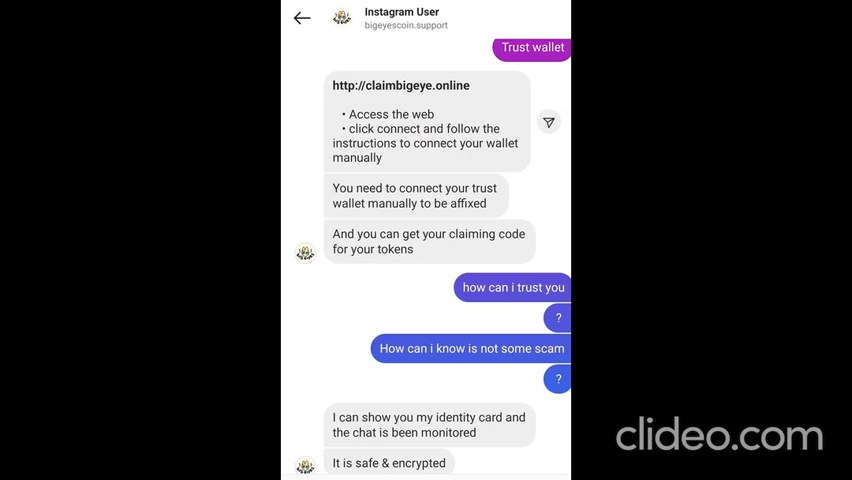 Instagram User
bigeyescoin.support
Trust wallet
http://claimbigeye.online
• Access the web
• click connect and follow the
instructions to connect your wallet
manually
You need to connect your trust
wallet manually to be affixed
And you can get your claiming code
for your tokens
how can i trust you
?
How can i know is not some scam
?
I can show you my identity card and
the chat is been monitored
It is safe & encrypted
clideo.com